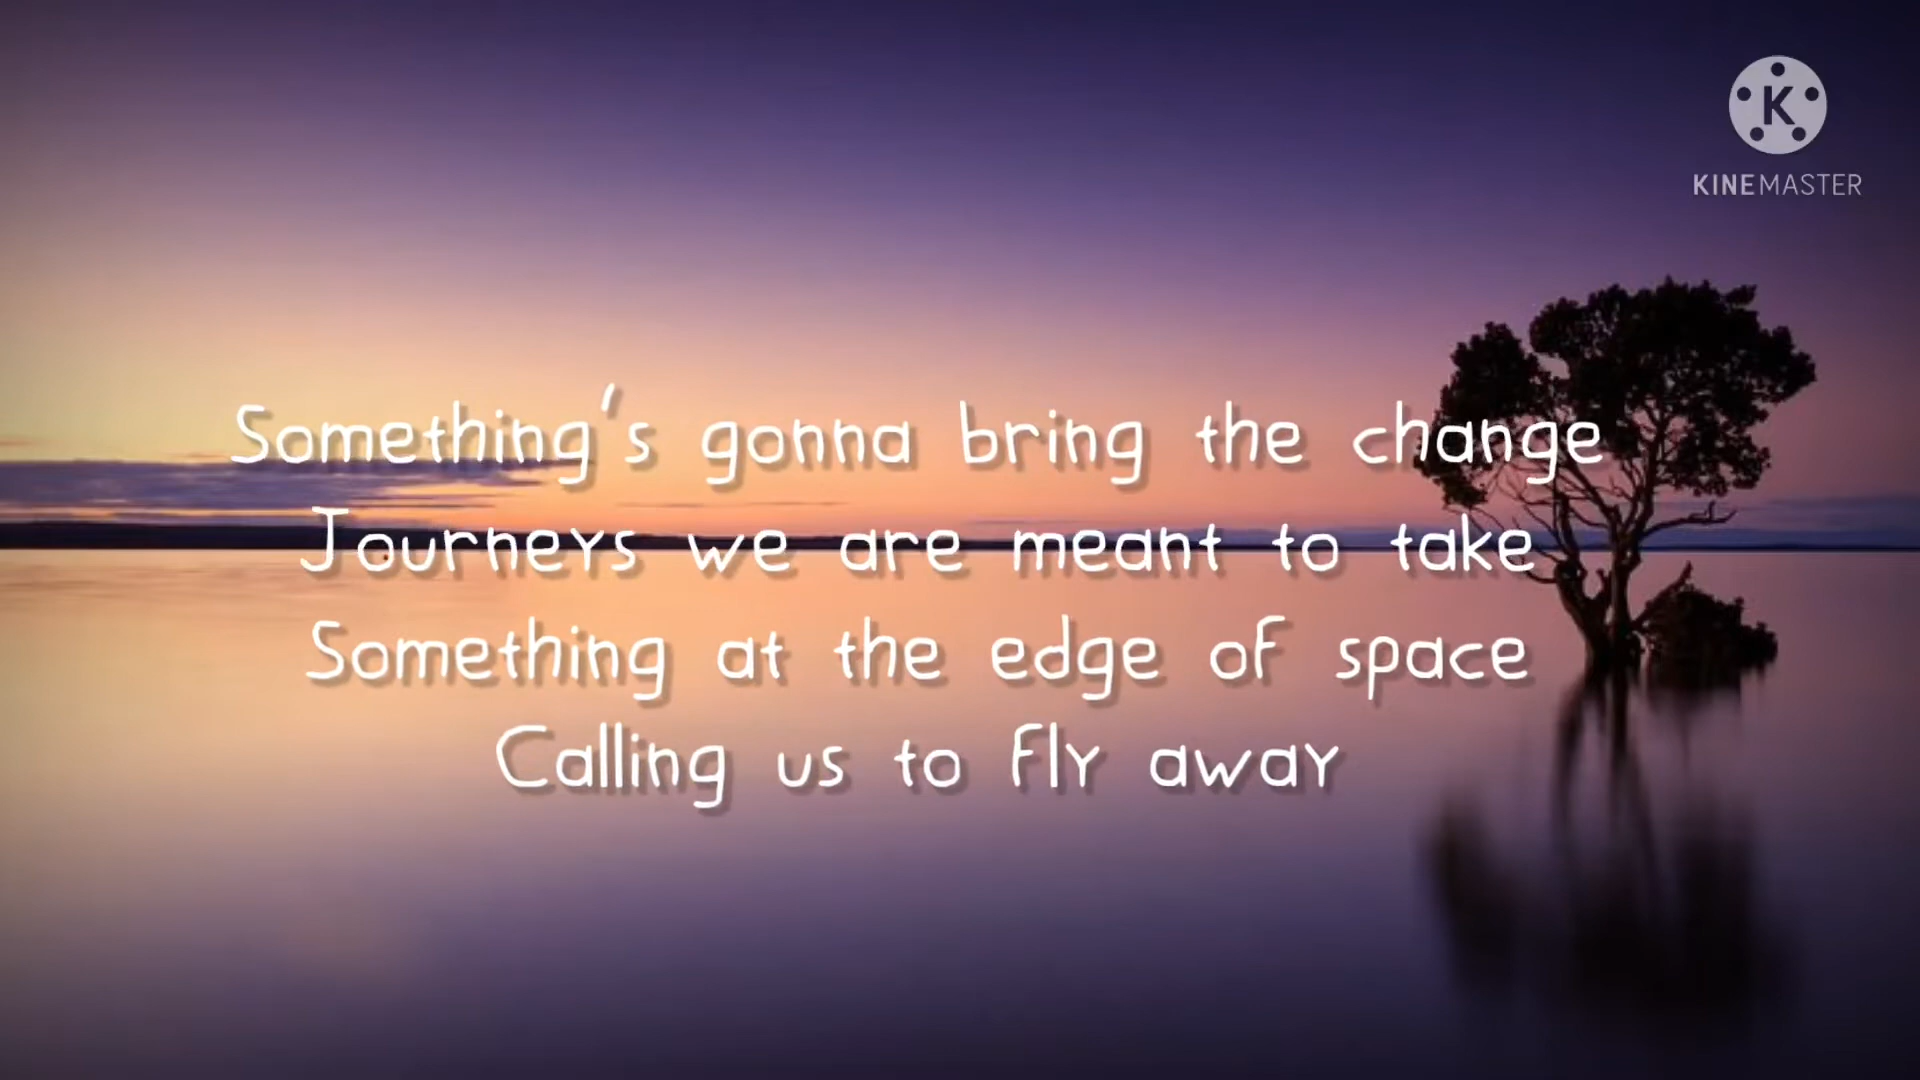 K
KINEMASTER
Something's gonna bring the change
Journeys we are meant to take
Something at the edge of space
Calling us to fly away